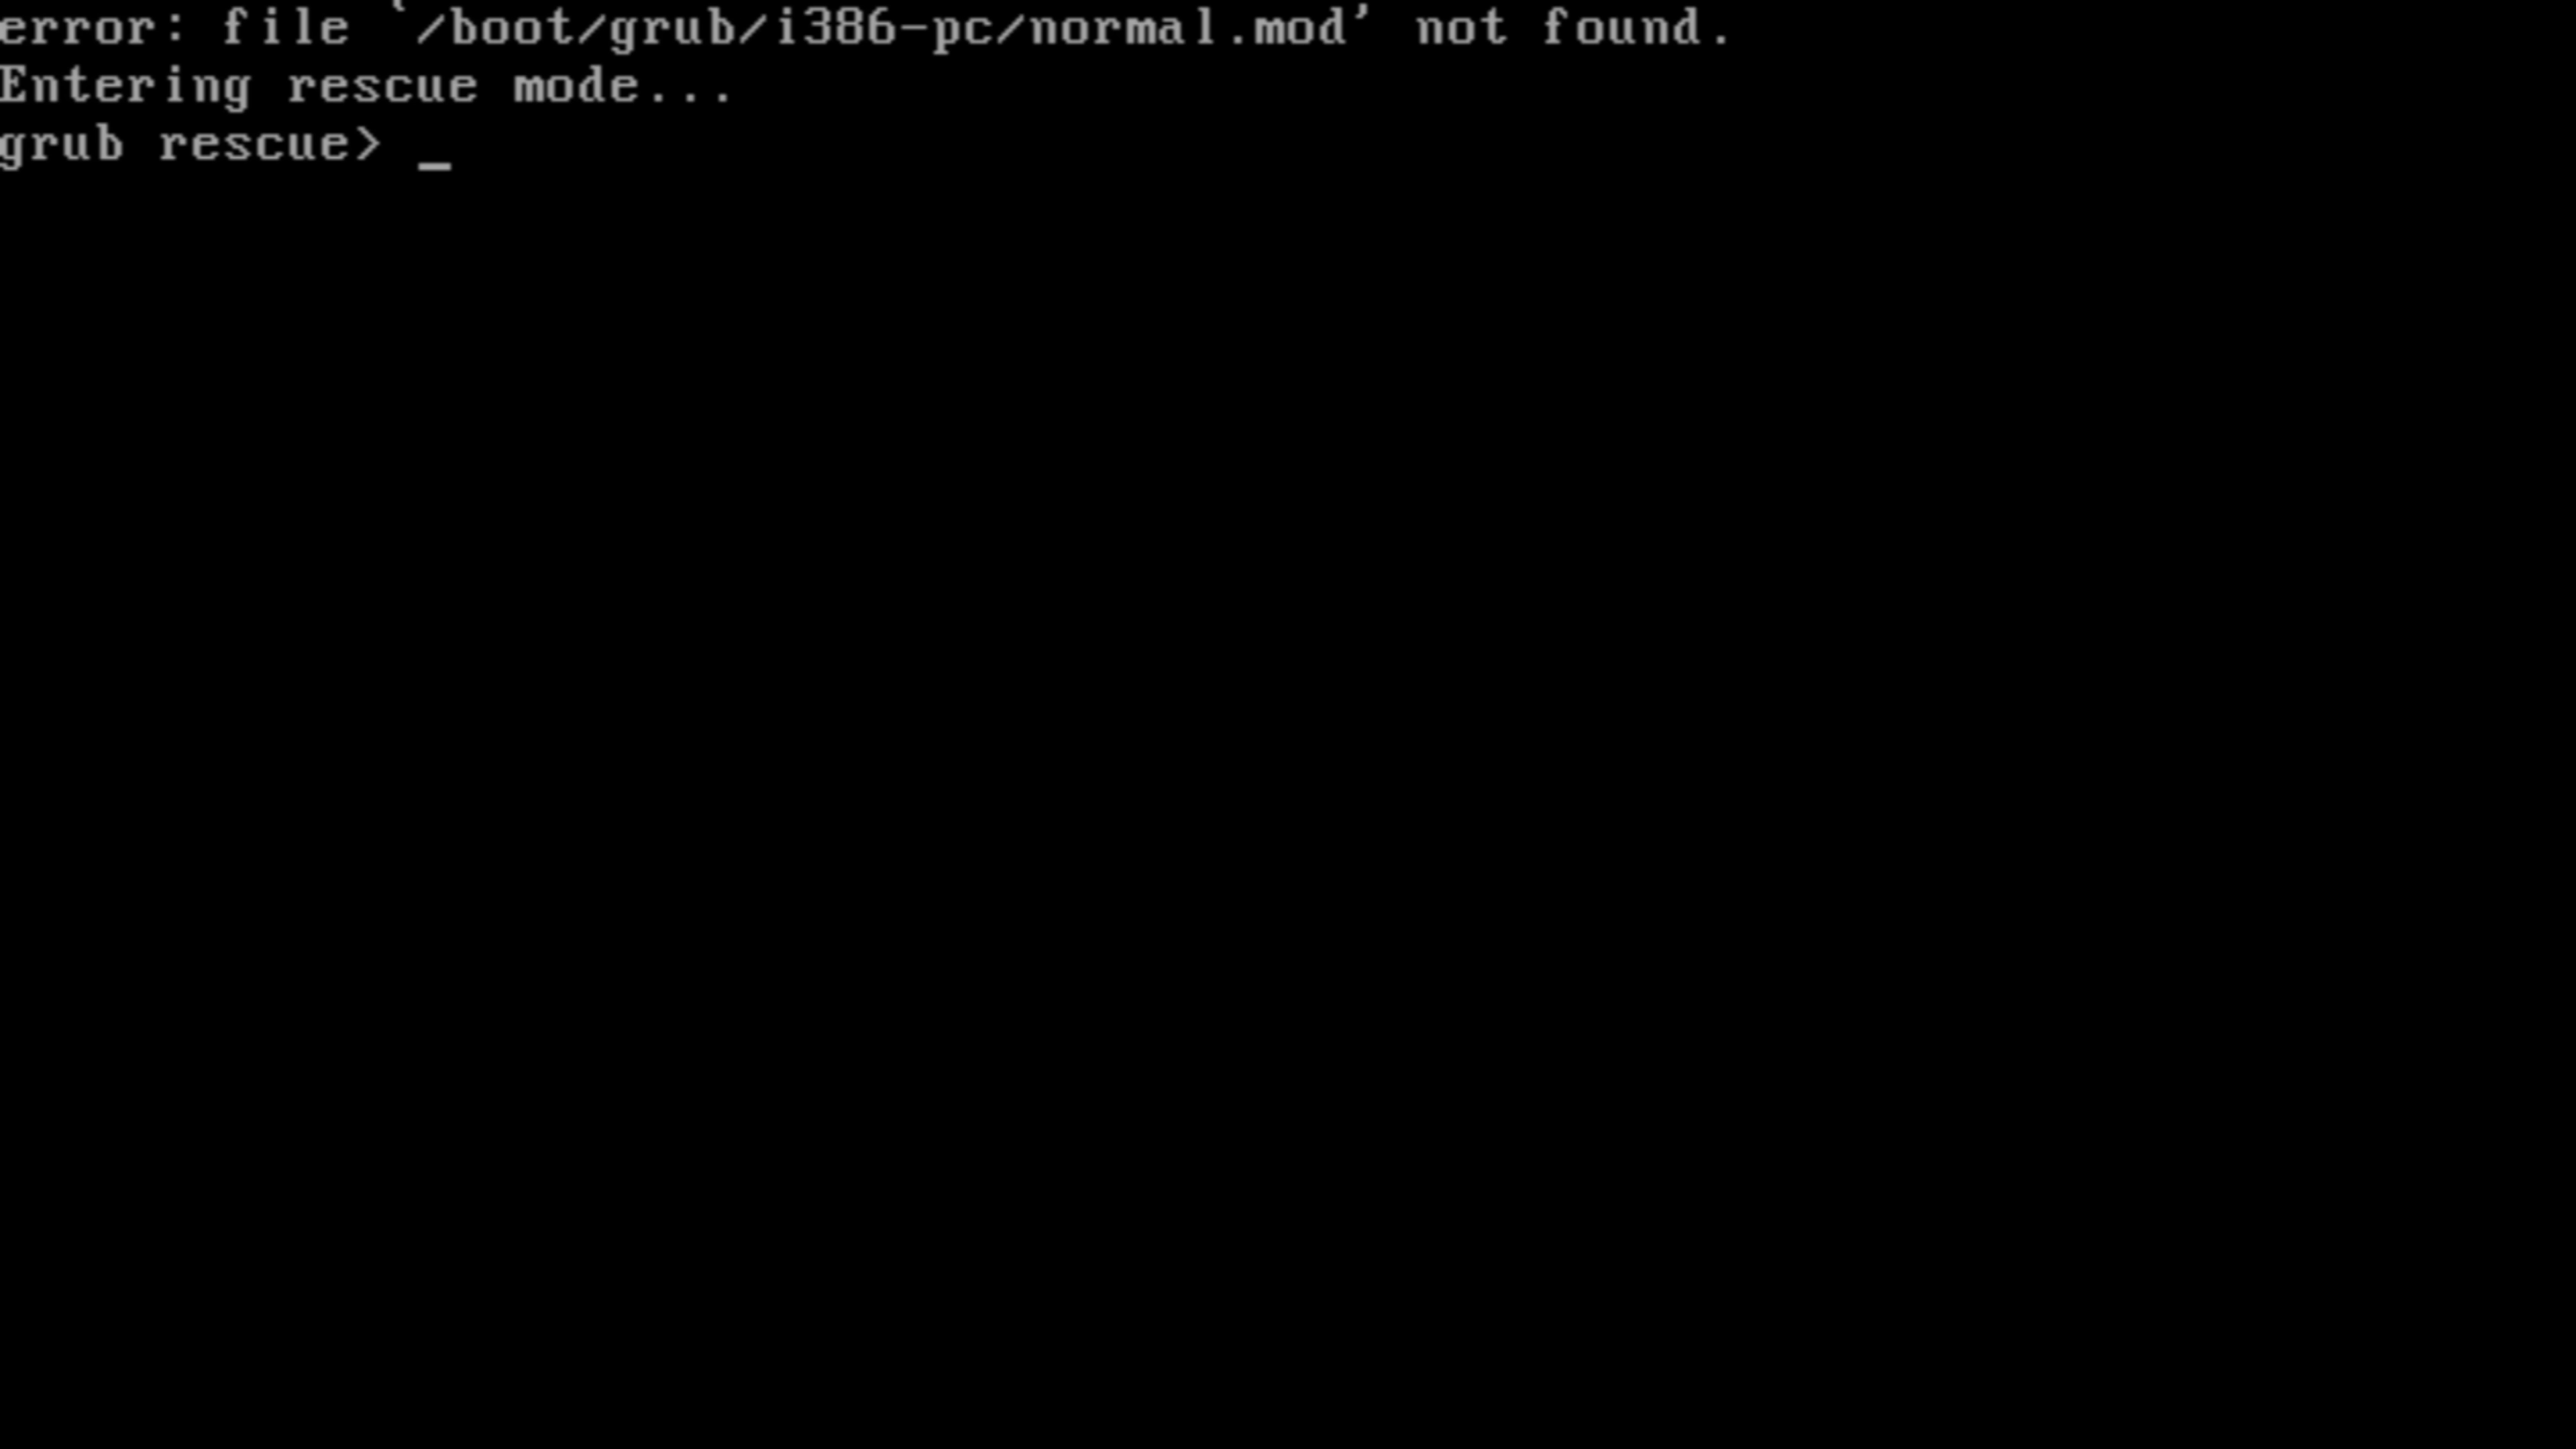 error: file `/boot/grub/i386-pc/normal.mod' not found.
Entering rescue mode...
grub rescue> _